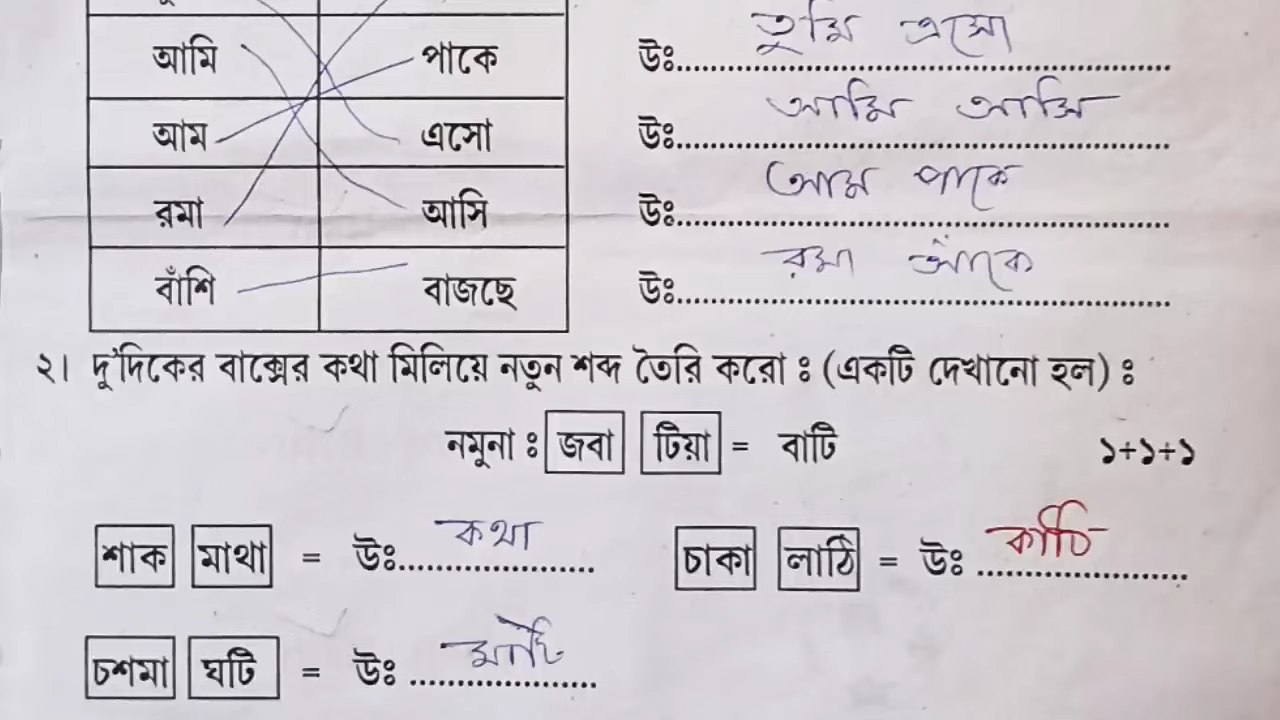 আমি পাকে উঃ.......... তুমি এসো
আম এসো উঃ.......... আমি আসি
রমা আসি উঃ.......... আম পাকে
বাঁশি বাজছে উঃ.......... রমা আঁকে
২। দু'দিকের বাক্সের কথা মিলিয়ে নতুন শব্দ তৈরি করো ঃ (একটি দেখানো হল) ঃ
নমুনা ঃ জবা টিয়া = বাটি ১+১+১
শাক মাথা = উঃ.......... কথা চাকা লাঠি = উঃ .......... কাঠি
চশমা ঘটি = উঃ .......... মাটি